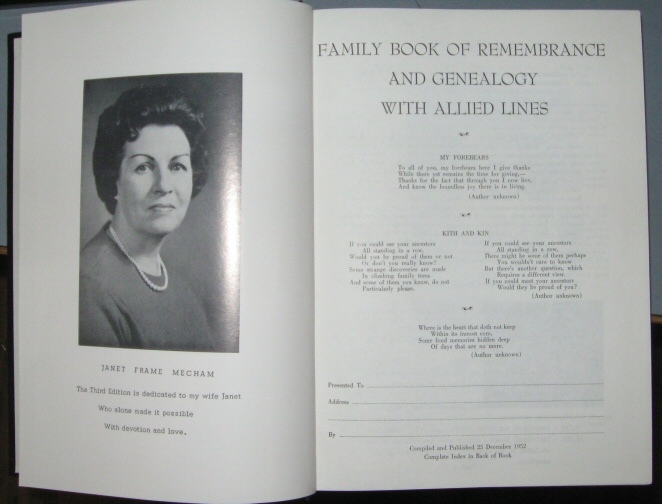 JANET FRAME MECHAM
The Third Edition is dedicated to my wife Janet
Who alone made it possible
With devotion and love.
FAMILY BOOK OF REMEMBRANCE
AND GENEALOGY
WITH ALLIED LINES
MY FOREBEARS
To all of you, my forbears here I give thanks
While there yet remains the time for giving,—
Thanks for the fact that through you I now live,
And know the boundless joy there is in living.
(Author unknown)
KITH AND KIN
If you could see your ancestors
All standing in a row,
Would you be proud of them or not
Or don't you really know?
Some strange discoveries are made
In climbing family trees
And some of them you know, do not
Particularly please.
If you could see your ancestors
All standing in a row,
There might be some of them perhaps
You wouldn't care to know
But there's another question, which
Requires a different view.
If you could meet your ancestors
Would they be proud of you?
(Author unknown)
Where is the heart that doth not keep
Within its inmost core,
Some fond memories hidden deep
Of days that are no more.
(Author unknown)
Presented To
Address
By
Compiled and Published 25 December 1952
Complete Index in Back of Book